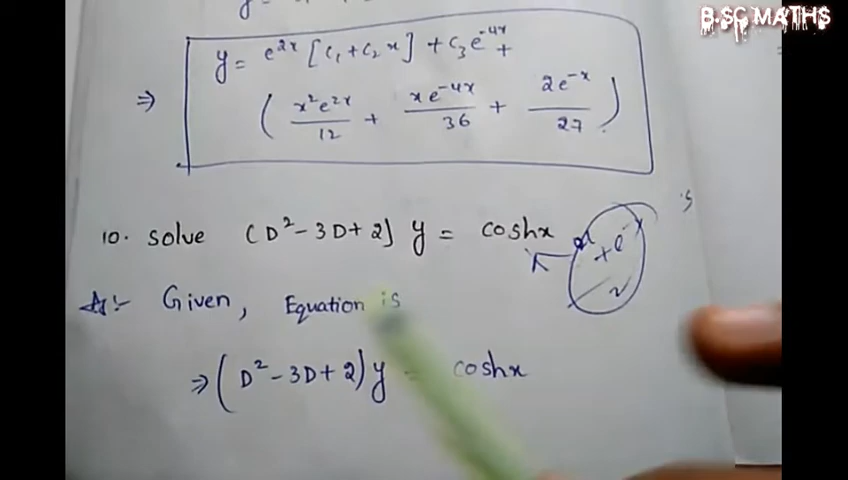 B.SC MATHS
y = e^{2x} [c₁+c₂x] + c₃e^{-4x} +
⇒ ( x²e^{2x}/12 + xe^{-4x}/36 + 2e^{-x}/27 )
10. solve (D²-3D+2) y = coshx
A:- Given, Equation is
⇒ (D²-3D+2) y = coshx